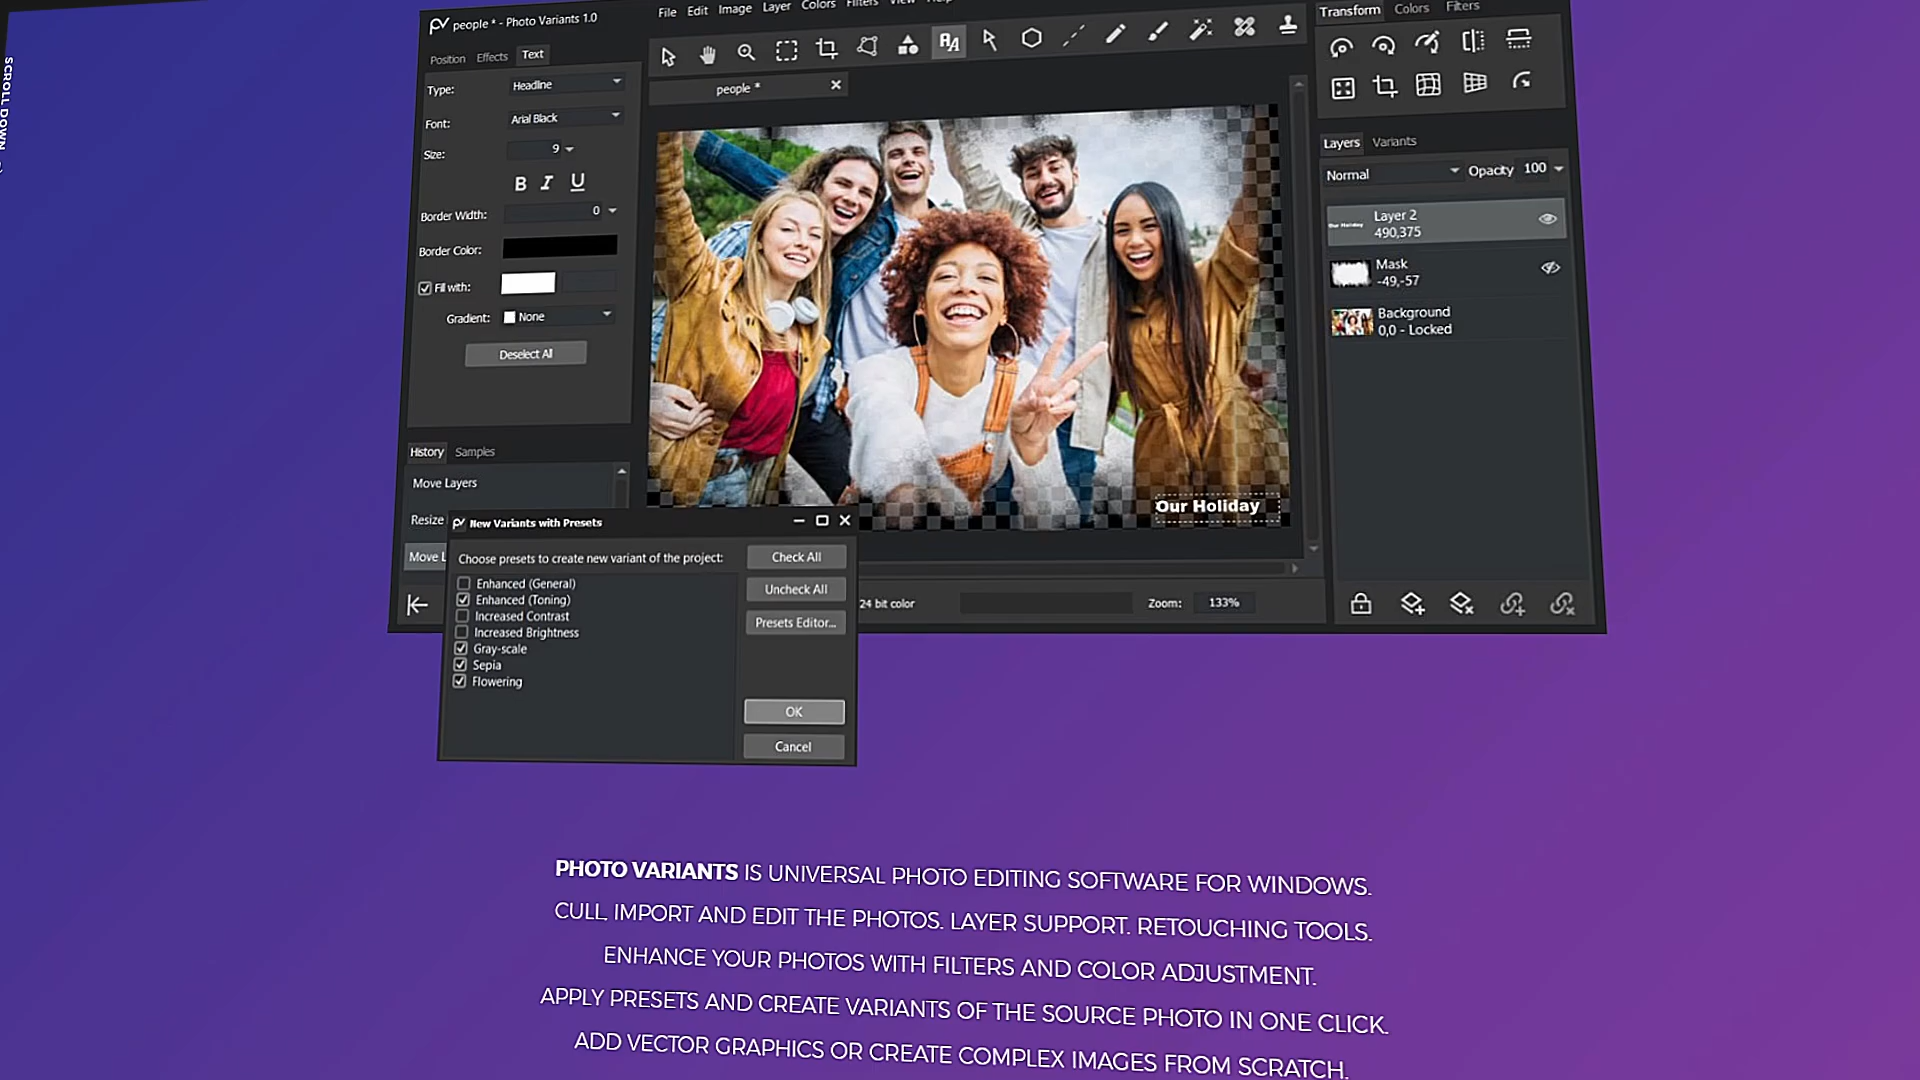 people * - Photo Variants 1.0
File Edit Image Layer Colors Filters View Help
Transform Colors Filters
SCROLL DOWN
Position Effects Text
Type: Headline
Font: Arial Black
Size: 9
B I U
Border Width: 0
Border Color:
Fill with:
Gradient: None
Deselect All
people *
Layers Variants
Normal Opacity 100
Our Holiday
Layer 2
490,375
Mask
-49,-57
Background
0,0 - Locked
History Samples
Move Layers
Resize
Move L
Our Holiday
New Variants with Presets
Choose presets to create new variant of the project:
Enhanced (General)
Enhanced (Toning)
Increased Contrast
Increased Brightness
Gray-scale
Sepia
Flowering
Check All
Uncheck All
Presets Editor...
OK
Cancel
24 bit color
Zoom: 133%
PHOTO VARIANTS IS UNIVERSAL PHOTO EDITING SOFTWARE FOR WINDOWS.
CULL, IMPORT AND EDIT THE PHOTOS. LAYER SUPPORT. RETOUCHING TOOLS.
ENHANCE YOUR PHOTOS WITH FILTERS AND COLOR ADJUSTMENT.
APPLY PRESETS AND CREATE VARIANTS OF THE SOURCE PHOTO IN ONE CLICK.
ADD VECTOR GRAPHICS OR CREATE COMPLEX IMAGES FROM SCRATCH.